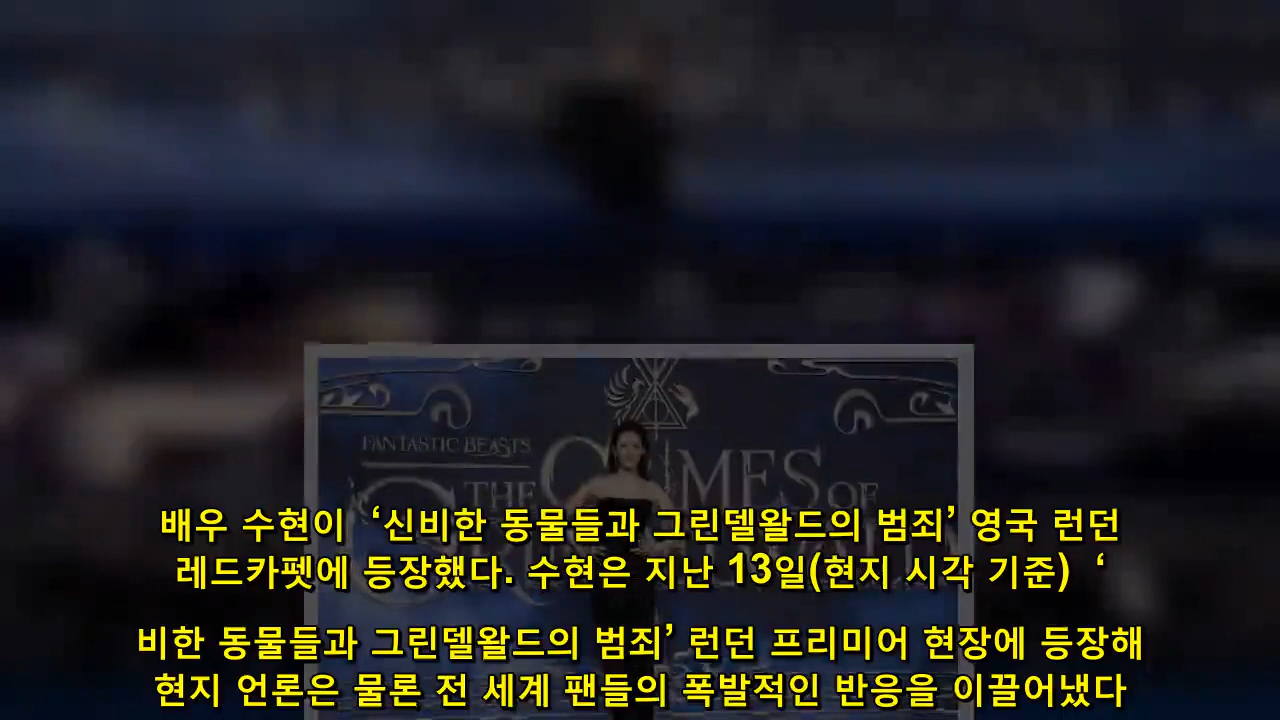 FANTASTIC BEASTS
THE
OF
배우 수현이 ‘신비한 동물들과 그린델왈드의 범죄’ 영국 런던
레드카펫에 등장했다. 수현은 지난 13일(현지 시각 기준) ‘
비한 동물들과 그린델왈드의 범죄’ 런던 프리미어 현장에 등장해
현지 언론은 물론 전 세계 팬들의 폭발적인 반응을 이끌어냈다